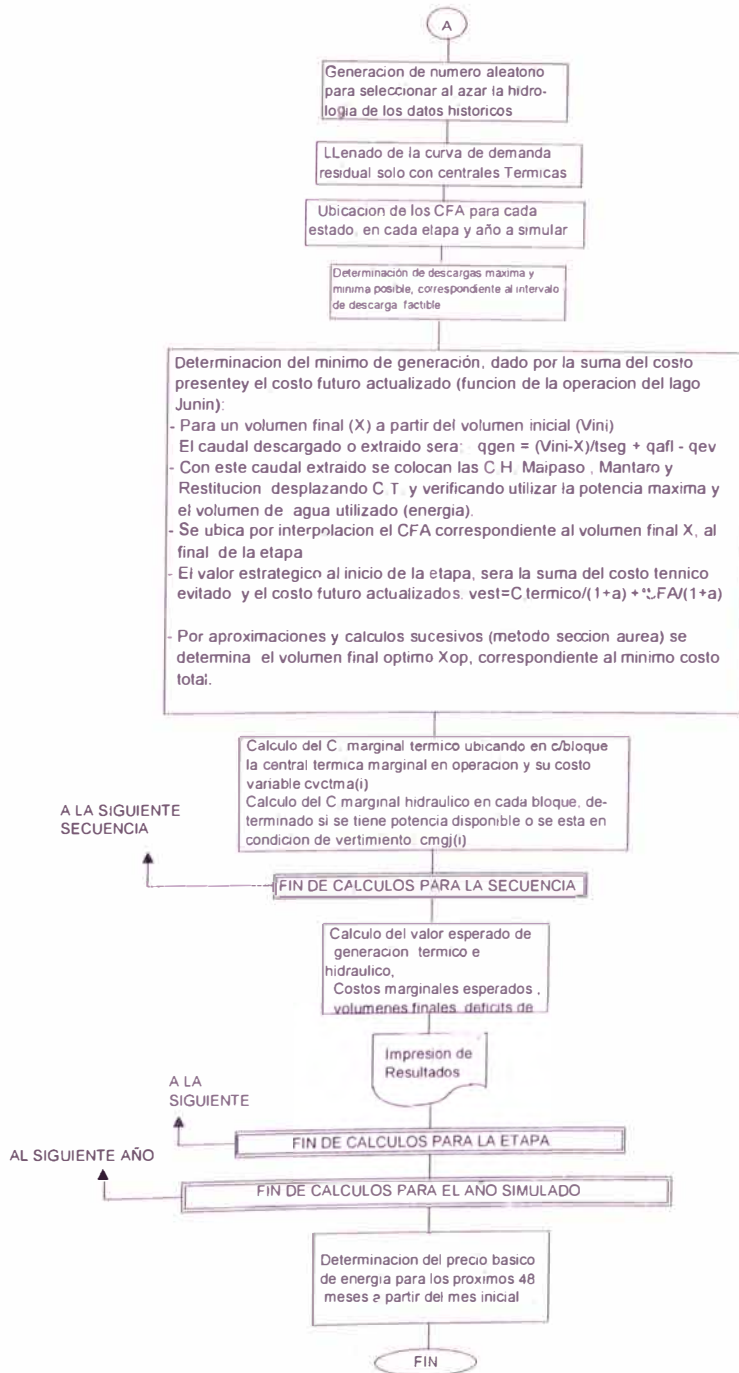 A
Generacion de numero aleatorio
para seleccionar al azar la hidro-
logia de los datos historicos
LLenado de la curva de demanda
residual solo con centrales Termicas
Ubicacion de los CFA para cada
estado, en cada etapa y año a simular
Determinación de descargas maxima y
minima posible, correspondiente al intervalo
de descarga factible
Determinacion del minimo de generación, dado por la suma del costo
presentey el costo futuro actualizado (funcion de la operacion del lago
Junin):
- Para un volumen final (X) a partir del volumen inicial (Vini)
El caudal descargado o extraido sera: qgen = (Vini-X)/tseg + qafl - qev
- Con este caudal extraido se colocan las C.H. Malpaso , Mantaro y
Restitucion desplazando C.T. y verificando utilizar la potencia maxima y
el volumen de agua utilizado (energia).
- Se ubica por interpolacion el CFA correspondiente al volumen final X, al
final de la etapa
- El valor estrategico al inicio de la etapa, sera la suma del costo tennico
evitado y el costo futuro actualizados. vest=C.termico/(1+a) + CFA/(1+a)
- Por aproximaciones y calculos sucesivos (metodo seccion aurea) se
determina el volumen final optimo Xop, correspondiente al minimo costo
total.
Calculo del C. marginal termico ubicando en c/bloque
la central termica marginal en operacion y su costo
variable cvctma(i)
Calculo del C marginal hidraulico en cada bloque, de-
terminado si se tiene potencia disponible o se esta en
condicion de vertimiento cmgj(i)
A LA SIGUIENTE
SECUENCIA
FIN DE CALCULOS PARA LA SECUENCIA
Calculo del valor esperado de
generacion termico e
hidraulico,
Costos marginales esperados ,
volumenes finales, deficits de
Impresion de
Resultados
A LA
SIGUIENTE
FIN DE CALCULOS PARA LA ETAPA
AL SIGUIENTE AÑO
FIN DE CALCULOS PARA EL AÑO SIMULADO
Determinacion del precio basico
de energia para los proximos 48
meses a partir del mes inicial
FIN